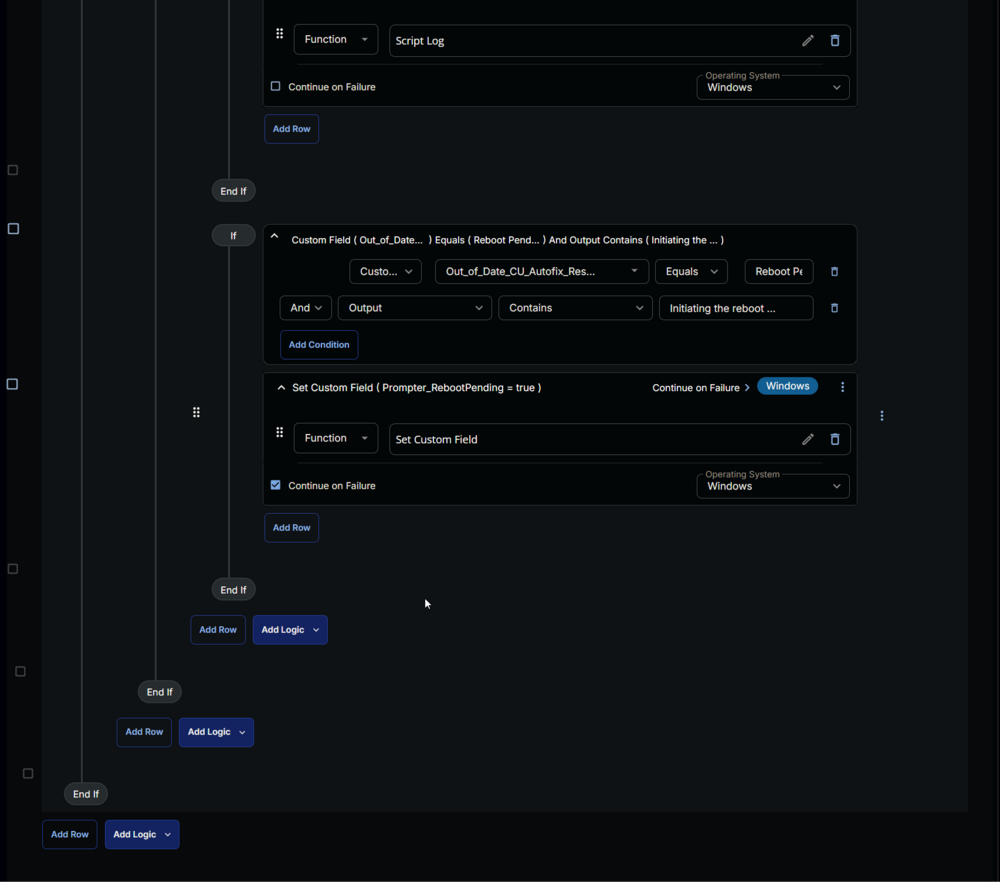 Function
Script Log
Continue on Failure
Operating System
Windows
Add Row
End If
If
Custom Field ( Out_of_Date... ) Equals ( Reboot Pend... ) And Output Contains ( Initiating the ... )
Custo...
Out_of_Date_CU_Autofix_Res...
Equals
Reboot Pe
And
Output
Contains
Initiating the reboot ...
Add Condition
Set Custom Field ( Prompter_RebootPending = true )
Continue on Failure
Windows
Function
Set Custom Field
Continue on Failure
Operating System
Windows
Add Row
End If
Add Row
Add Logic
End If
Add Row
Add Logic
End If
Add Row
Add Logic